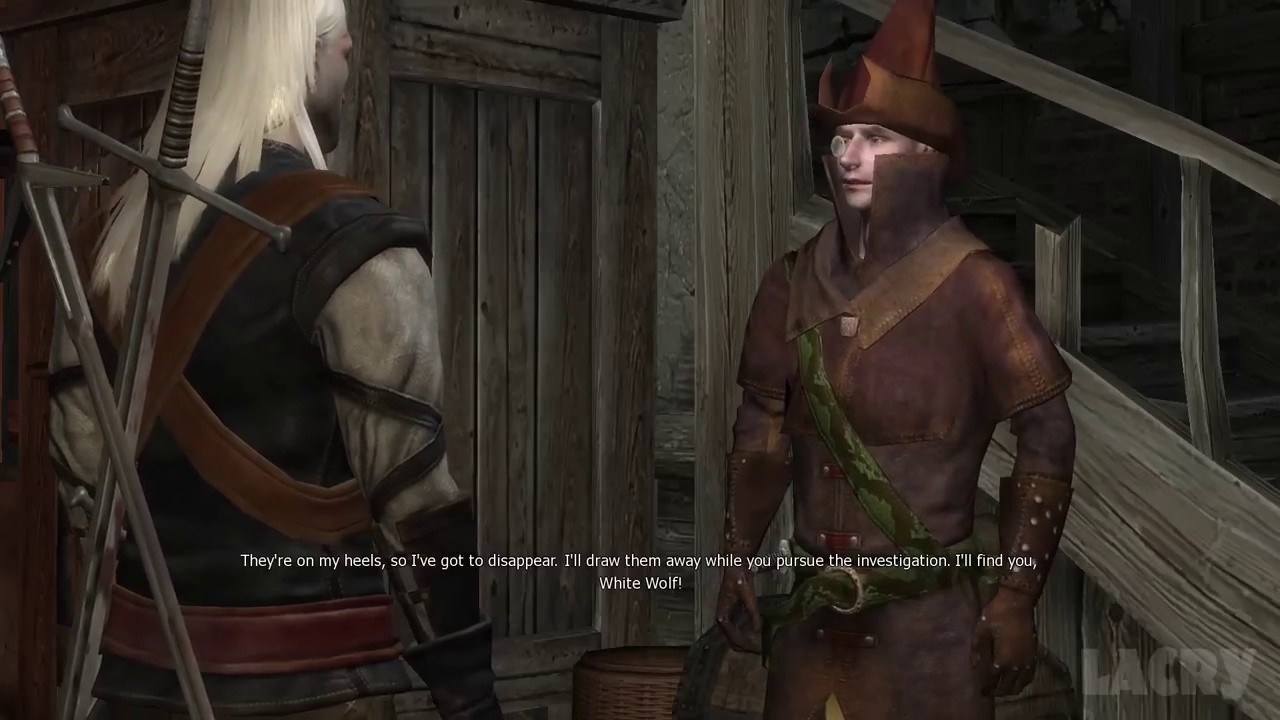 They're on my heels, so I've got to disappear. I'll draw them away while you pursue the investigation. I'll find you,
White Wolf!
LACRY